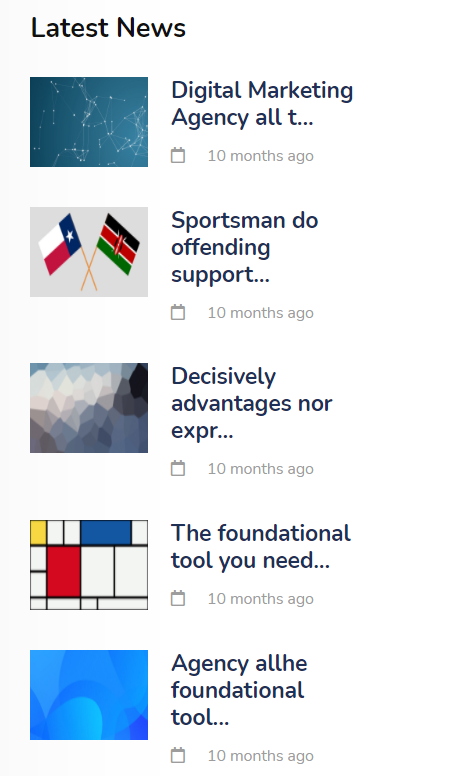 Latest News
Digital Marketing
Agency all t...
10 months ago
Sportsman do
offending
support...
10 months ago
Decisively
advantages nor
expr...
10 months ago
The foundational
tool you need...
10 months ago
Agency allhe
foundational
tool...
10 months ago